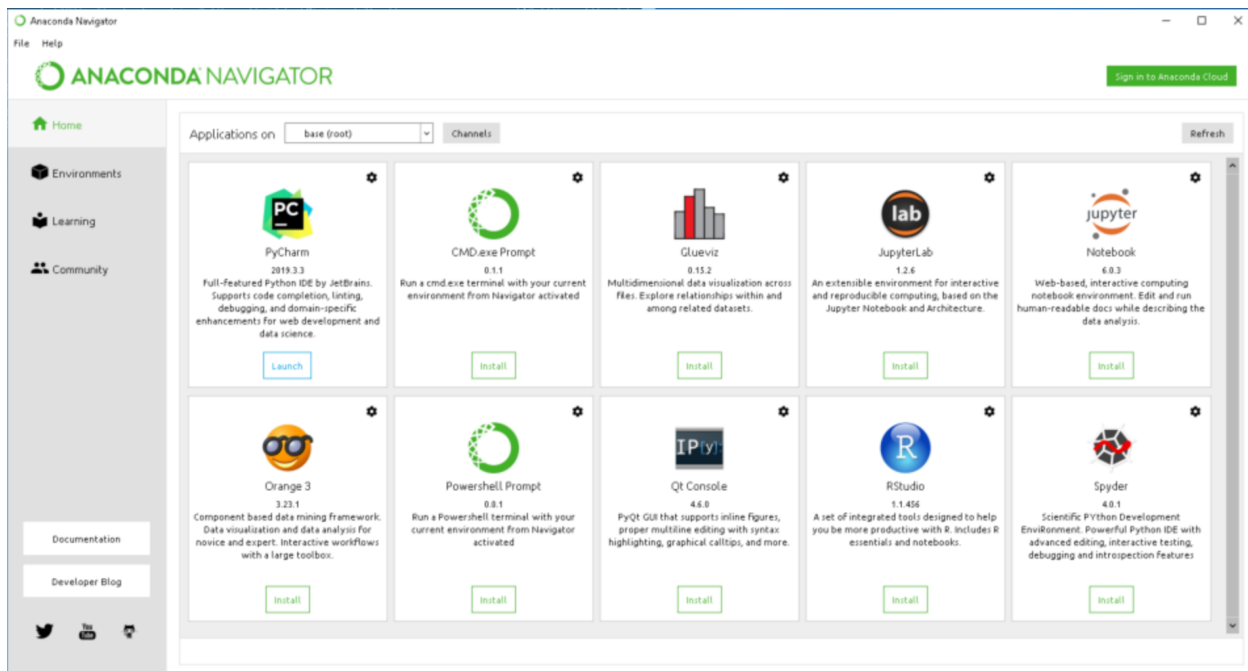 Anaconda Navigator
File Help
ANACONDA NAVIGATOR
Sign in to Anaconda Cloud
Home
Environments
Learning
Community
Documentation
Developer Blog
You
Tube
Applications on base (root) Channels Refresh
PC
PyCharm
2019.3.3
Full-featured Python IDE by JetBrains.
Supports code completion, linting,
debugging, and domain-specific
enhancements for web development and
data science.
Launch
CMD.exe Prompt
0.1.1
Run a cmd.exe terminal with your current
environment from Navigator activated
Install
Glueviz
0.15.2
Multidimensional data visualization across
files. Explore relationships within and
among related datasets.
Install
lab
JupyterLab
1.2.6
An extensible environment for interactive
and reproducible computing, based on the
Jupyter Notebook and Architecture.
Install
jupyter
Notebook
6.0.3
Web-based, interactive computing
notebook environment. Edit and run
human-readable docs while describing the
data analysis.
Install
Orange 3
3.23.1
Component based data mining framework.
Data visualization and data analysis for
novice and expert. Interactive workflows
with a large toolbox.
Install
Powershell Prompt
0.0.1
Run a Powershell terminal with your
current environment from Navigator
activated
Install
IP[y]:
Qt Console
4.6.0
PyQt GUI that supports inline figures,
proper multiline editing with syntax
highlighting, graphical calltips, and more.
Install
R
RStudio
1.1.456
A set of integrated tools designed to help
you be more productive with R. Includes R
essentials and notebooks.
Install
Spyder
4.0.1
Scientific PYthon Development
EnviRonment. Powerful Python IDE with
advanced editing, interactive testing,
debugging and introspection features
Install